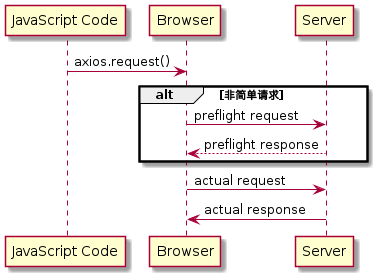 JavaScript Code Browser Server
axios.request()
alt [非简单请求]
preflight request
preflight response
actual request
actual response
JavaScript Code Browser Server